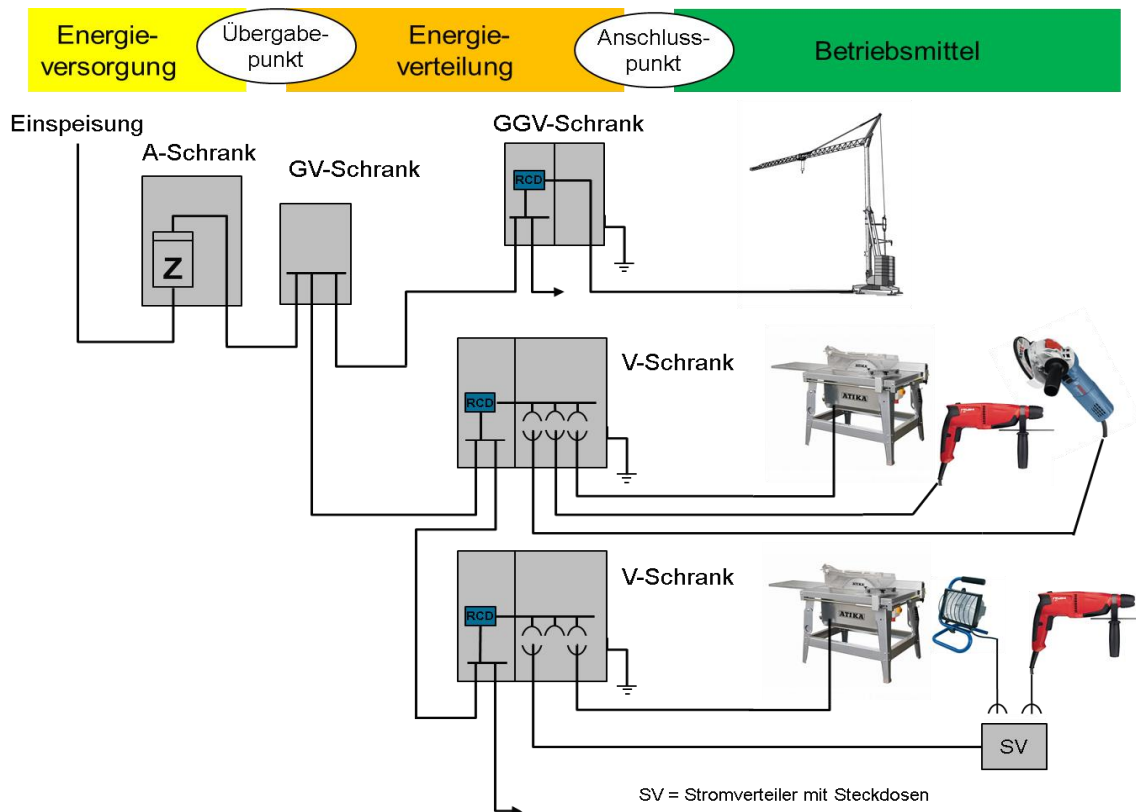 Energie-
versorgung
Übergabe-
punkt
Energie-
verteilung
Anschluss-
punkt
Betriebsmittel
Einspeisung
A-Schrank
GV-Schrank
GGV-Schrank
RCD
Z
V-Schrank
RCD
ATIKA
V-Schrank
RCD
ATIKA
SV
SV = Stromverteiler mit Steckdosen